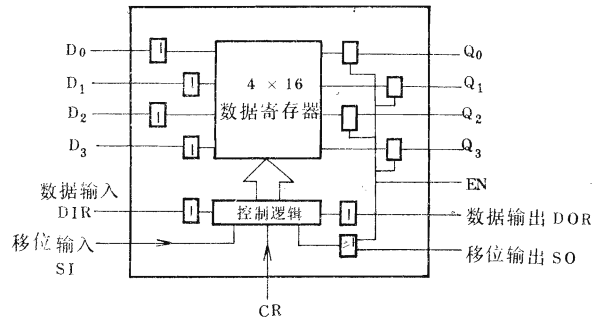 D0
D1
D2
D3
4 × 16
数据寄存器
Q0
Q1
Q2
Q3
EN
数据输入
DIR
控制逻辑
数据输出 DOR
移位输入
SI
移位输出 SO
CR